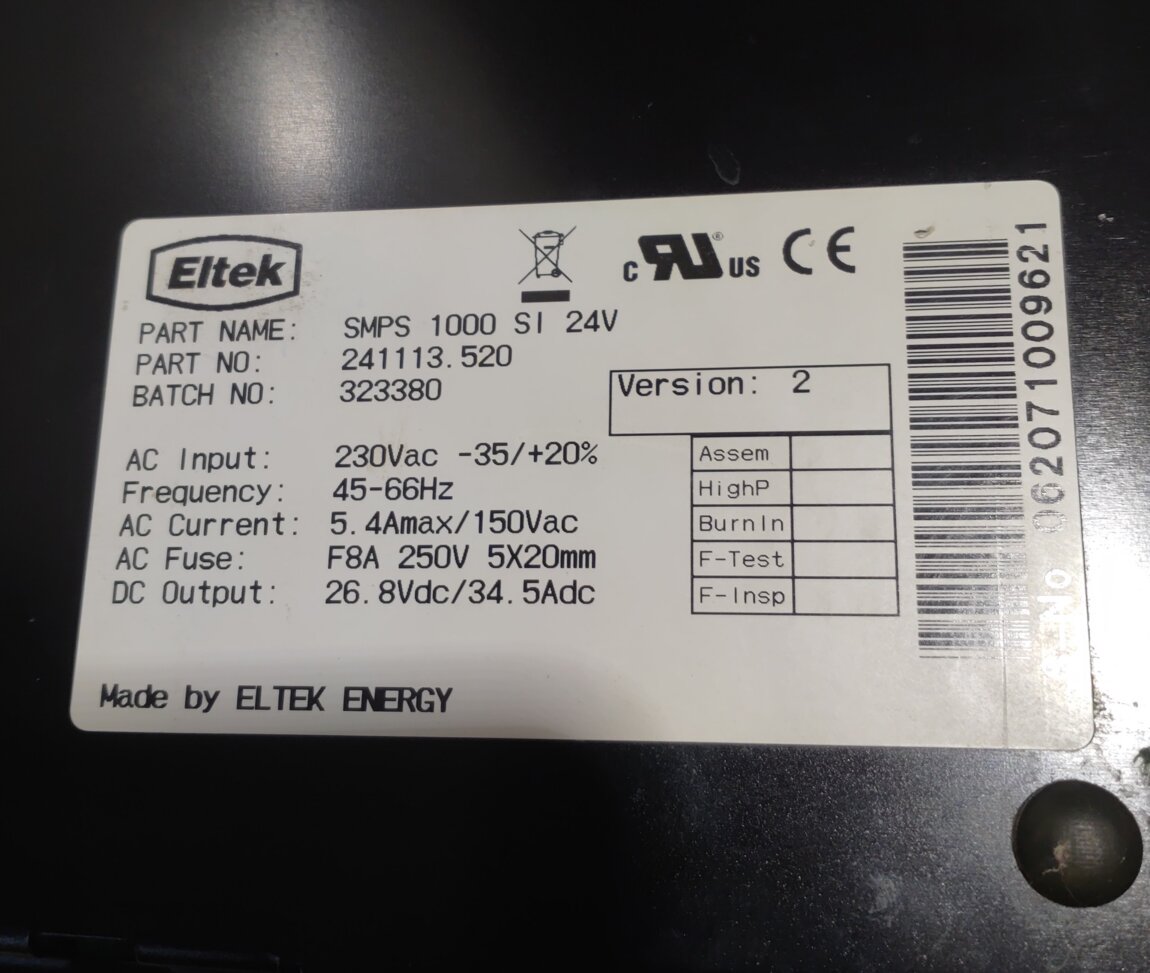 Eltek
c RU® US CE
PART NAME: SMPS 1000 SI 24V
PART NO: 241113.520
BATCH NO: 323380
Version: 2
AC Input: 230Vac -35/+20%
Frequency: 45-66Hz
AC Current: 5.4Amax/150Vac
AC Fuse: F8A 250V 5X20mm
DC Output: 26.8Vdc/34.5Adc
Assem
HighP
BurnIn
F-Test
F-Insp
Made by ELTEK ENERGY
No 062071009621